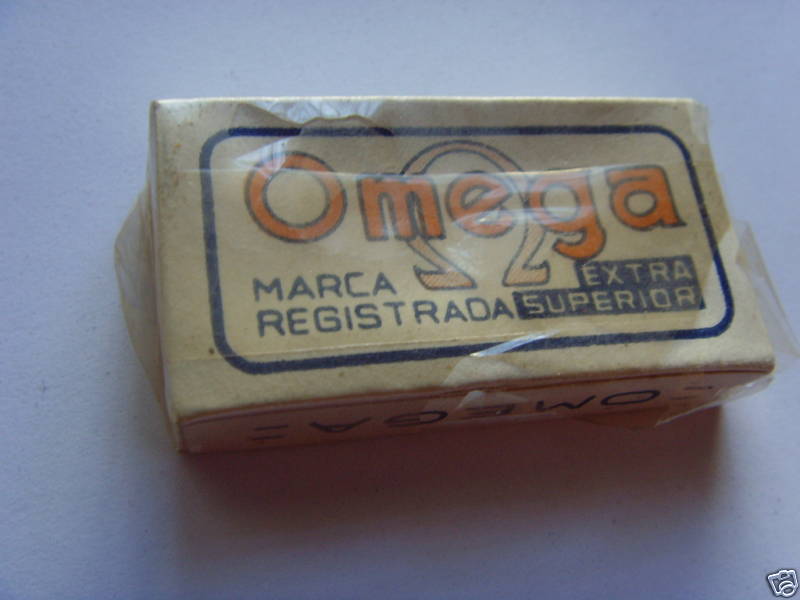 Omega
Ω
MARCA
REGISTRADA
EXTRA
SUPERIOR
OMEGA